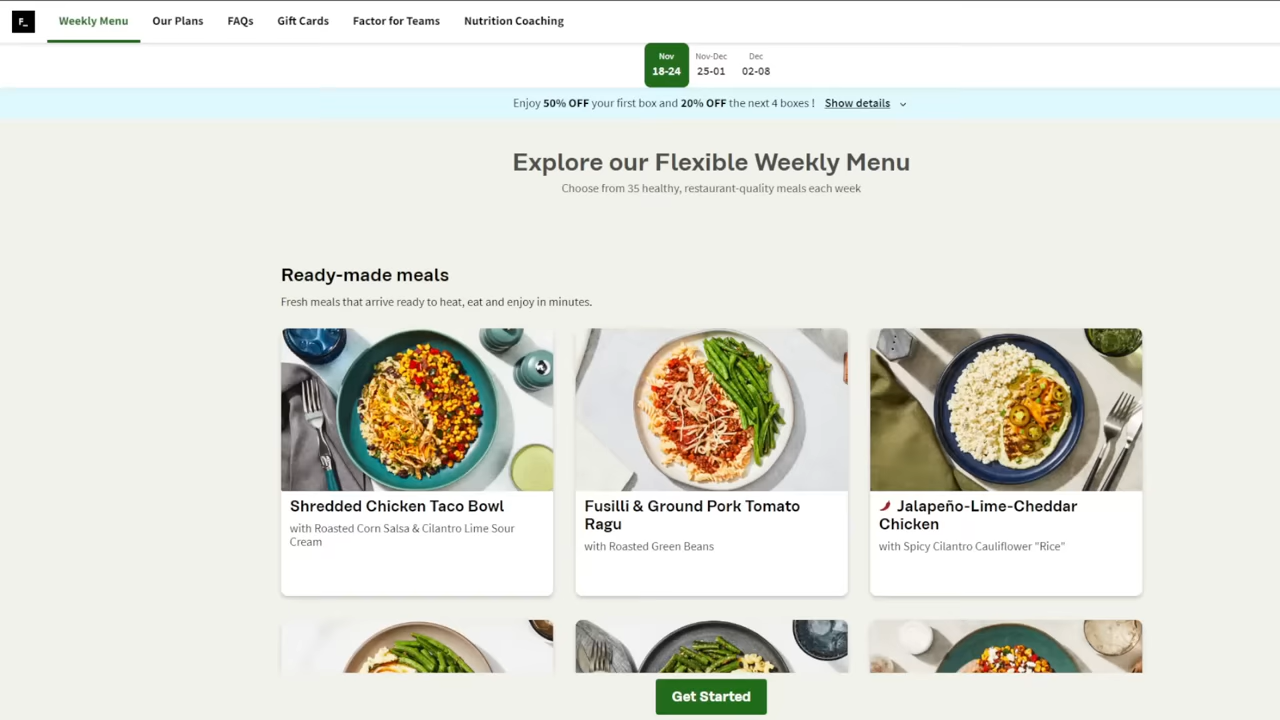 F_ Weekly Menu Our Plans FAQs Gift Cards Factor for Teams Nutrition Coaching
Nov Nov-Dec Dec
18-24 25-01 02-08
Enjoy 50% OFF your first box and 20% OFF the next 4 boxes ! Show details
Explore our Flexible Weekly Menu
Choose from 35 healthy, restaurant-quality meals each week
Ready-made meals
Fresh meals that arrive ready to heat, eat and enjoy in minutes.
Shredded Chicken Taco Bowl
with Roasted Corn Salsa & Cilantro Lime Sour
Cream
Fusilli & Ground Pork Tomato
Ragu
with Roasted Green Beans
Jalapeño-Lime-Cheddar
Chicken
with Spicy Cilantro Cauliflower "Rice"
Get Started